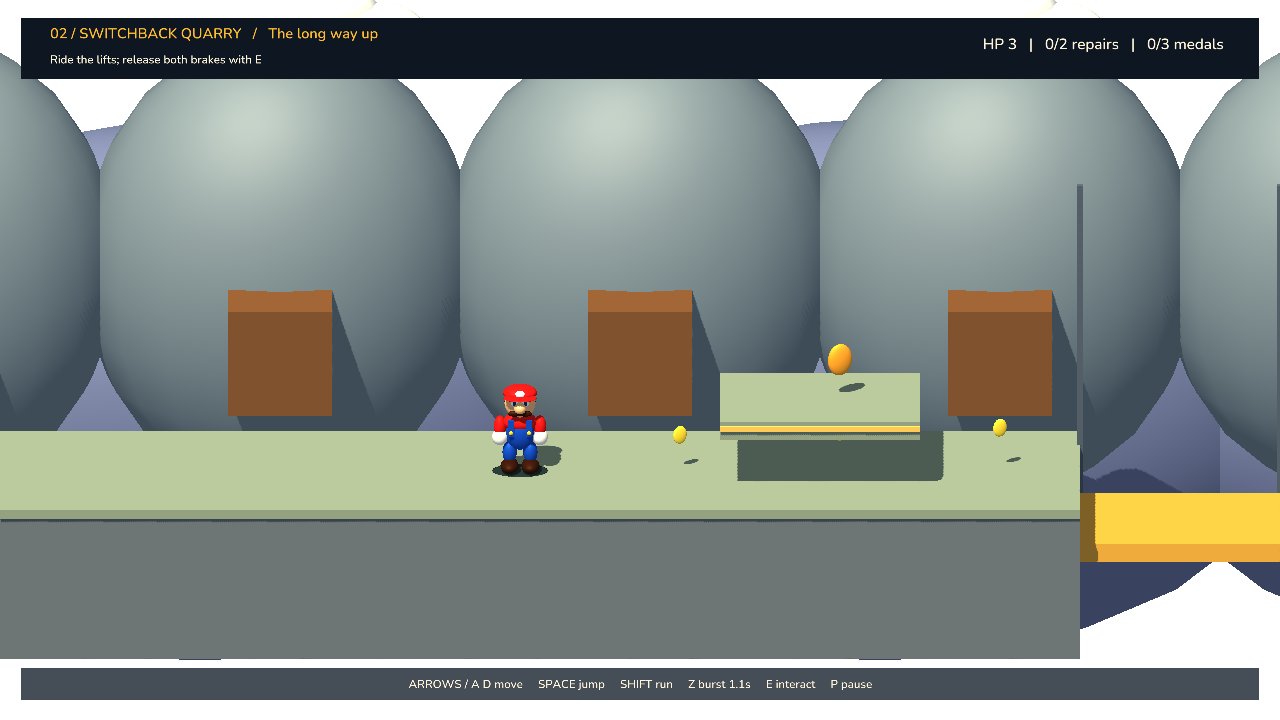 02 / SWITCHBACK QUARRY / The long way up
Ride the lifts; release both brakes with E
HP 3 | 0/2 repairs | 0/3 medals
ARROWS / A D move SPACE jump SHIFT run Z burst 1.1s E interact P pause